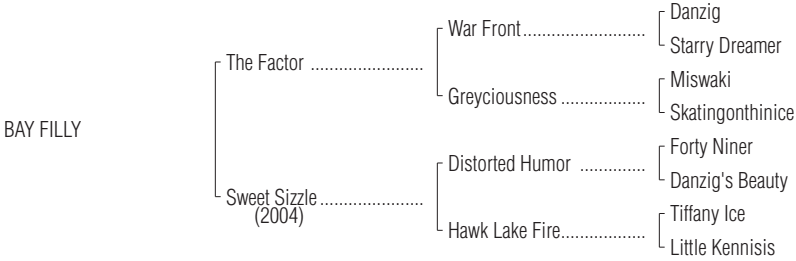 Danzig
War Front........................
Starry Dreamer
The Factor ......................
Miswaki
Greyciousness .................
Skatingonthinice
BAY FILLY
Forty Niner
Distorted Humor .............
Danzig's Beauty
Sweet Sizzle....................
(2004)
Tiffany Ice
Hawk Lake Fire.................
Little Kennisis